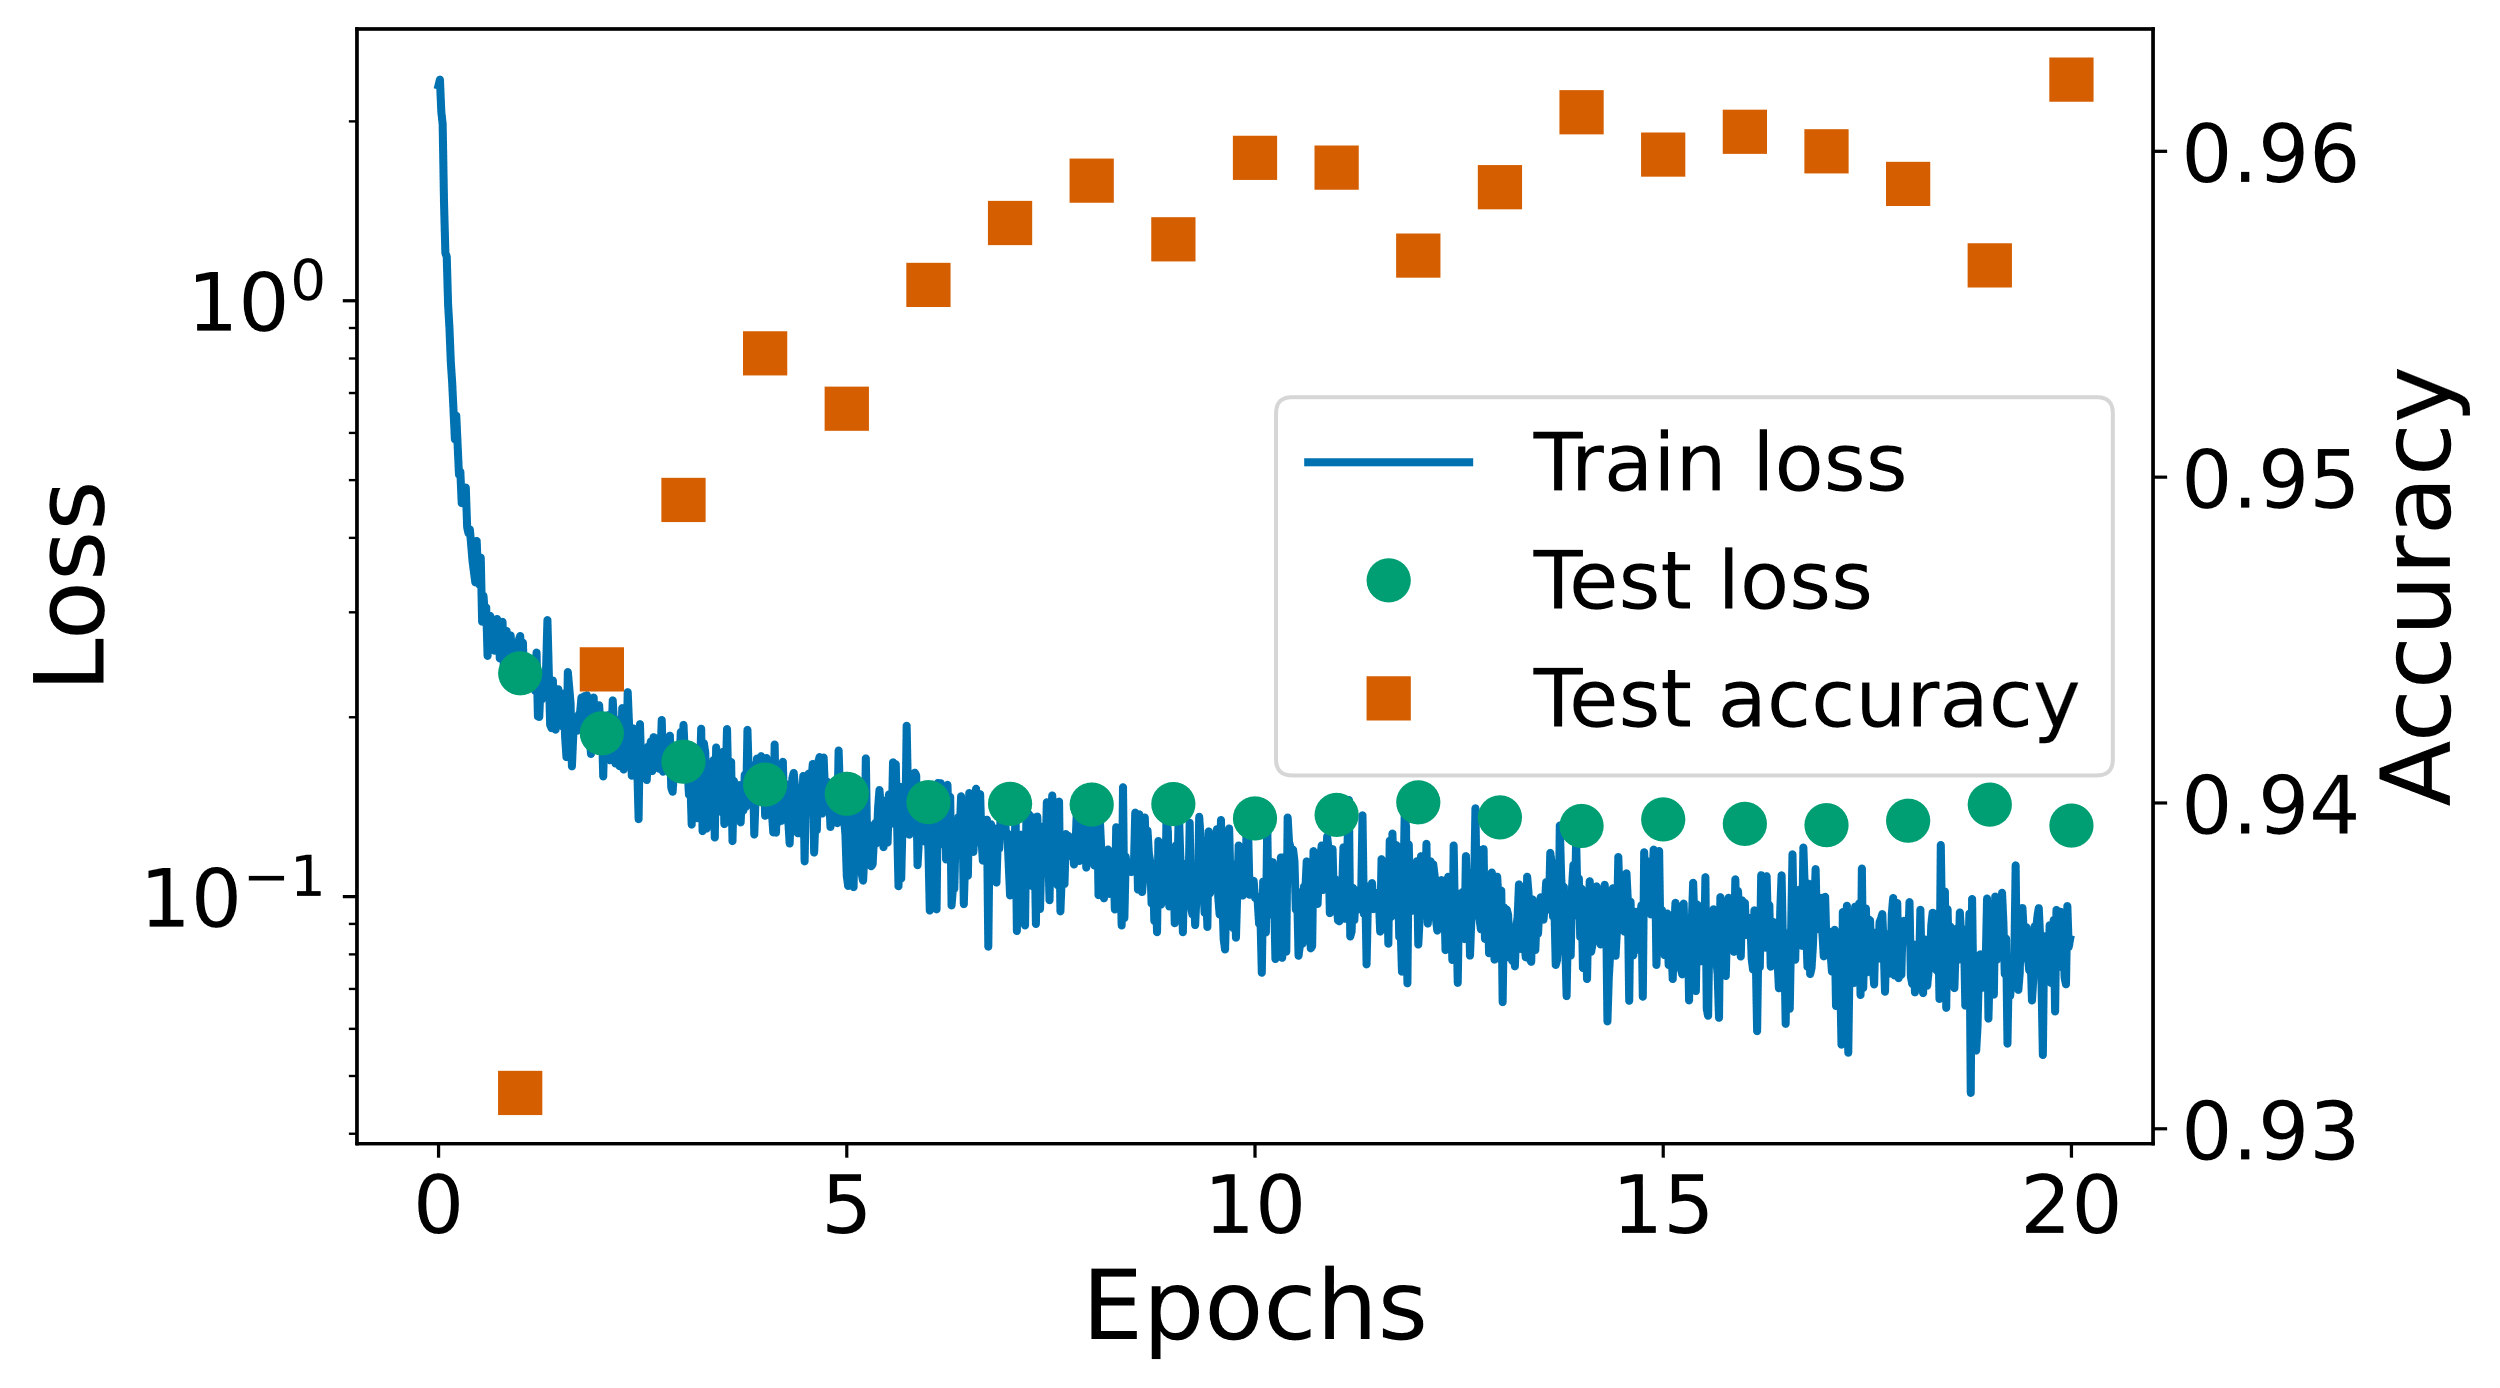 Loss
10⁰
10⁻¹
Train loss
Test loss
Test accuracy
0.96
0.95
0.94
0.93
Accuracy
0 5 10 15 20
Epochs